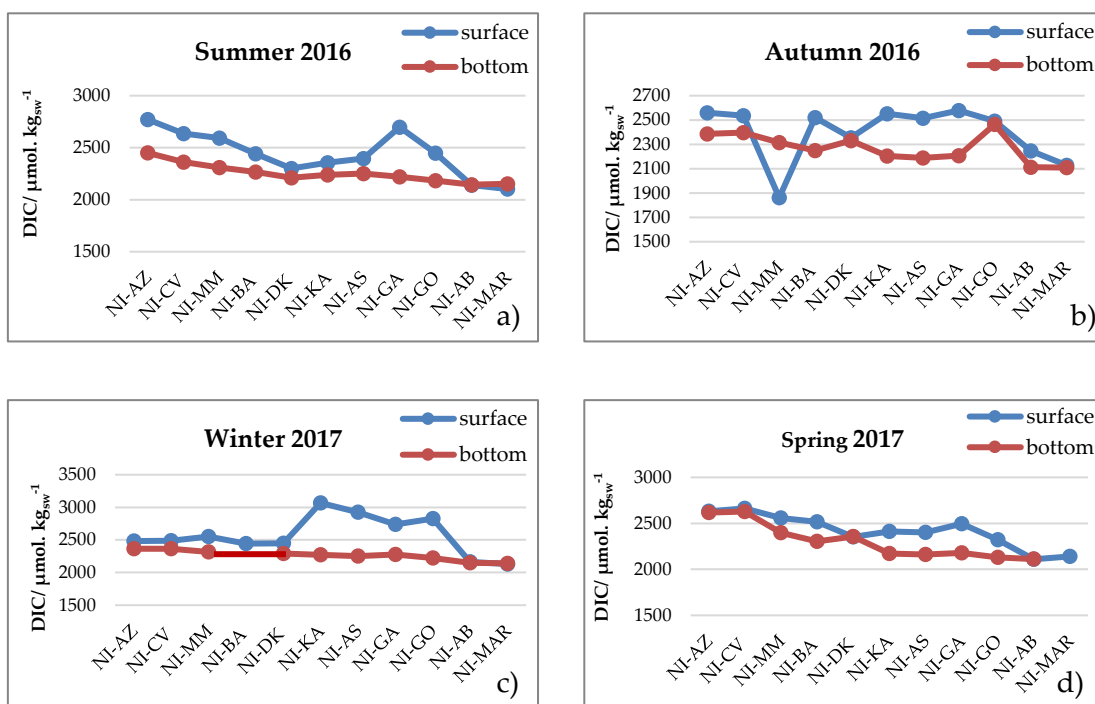 surface
Summer 2016
bottom
DIC/ µmol. kgsw-1
3000
2500
2000
1500
NI-AZ
NI-CV
NI-MM
NI-BA
NI-DK
NI-KA
NI-AS
NI-GA
NI-GO
NI-AB
NI-MAR
a)
surface
Autumn 2016
bottom
DIC/ µmol. kgsw-1
2700
2500
2300
2100
1900
1700
1500
NI-AZ
NI-CV
NI-MM
NI-BA
NI-DK
NI-KA
NI-AS
NI-GA
NI-GO
NI-AB
NI-MAR
b)
surface
Winter 2017
bottom
DIC/ µmol. kgsw-1
3500
3000
2500
2000
1500
NI-AZ
NI-CV
NI-MM
NI-BA
NI-DK
NI-KA
NI-AS
NI-GA
NI-GO
NI-AB
NI-MAR
c)
surface
Spring 2017
bottom
DIC/ µmol. kgsw-1
3000
2500
2000
1500
NI-AZ
NI-CV
NI-MM
NI-BA
NI-DK
NI-KA
NI-AS
NI-GA
NI-GO
NI-AB
NI-MAR
d)